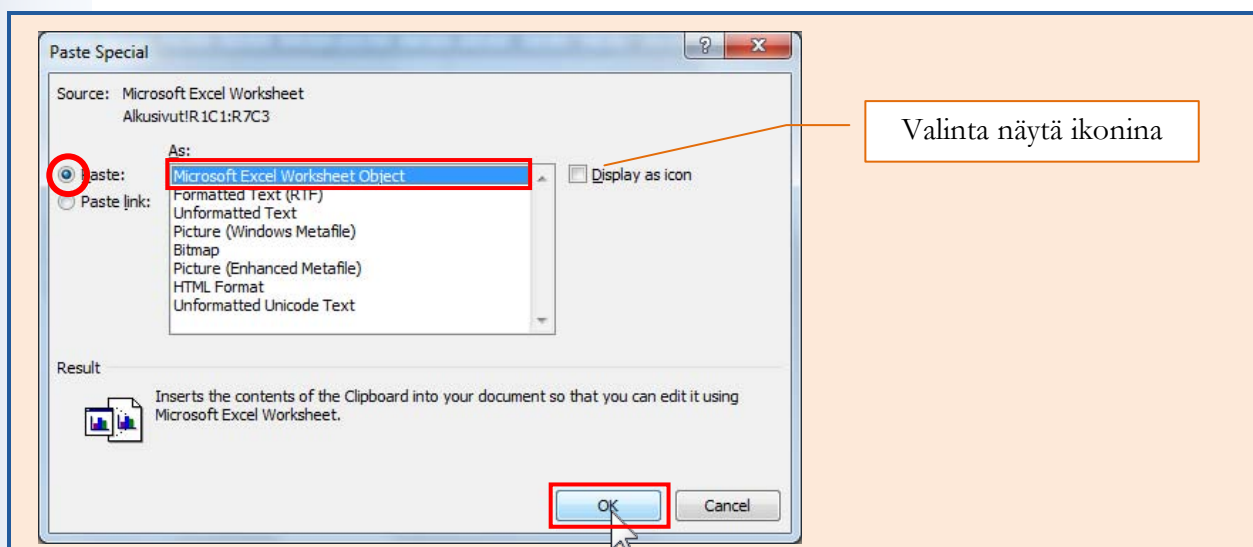 Paste Special
Source: Microsoft Excel Worksheet
Alkusivut!R1C1:R7C3
Valinta näytä ikonina
As:
Paste:
Microsoft Excel Worksheet Object
Display as icon
Paste link:
Formatted Text (RTF)
Unformatted Text
Picture (Windows Metafile)
Bitmap
Picture (Enhanced Metafile)
HTML Format
Unformatted Unicode Text
Result
Inserts the contents of the Clipboard into your document so that you can edit it using
Microsoft Excel Worksheet.
OK
Cancel